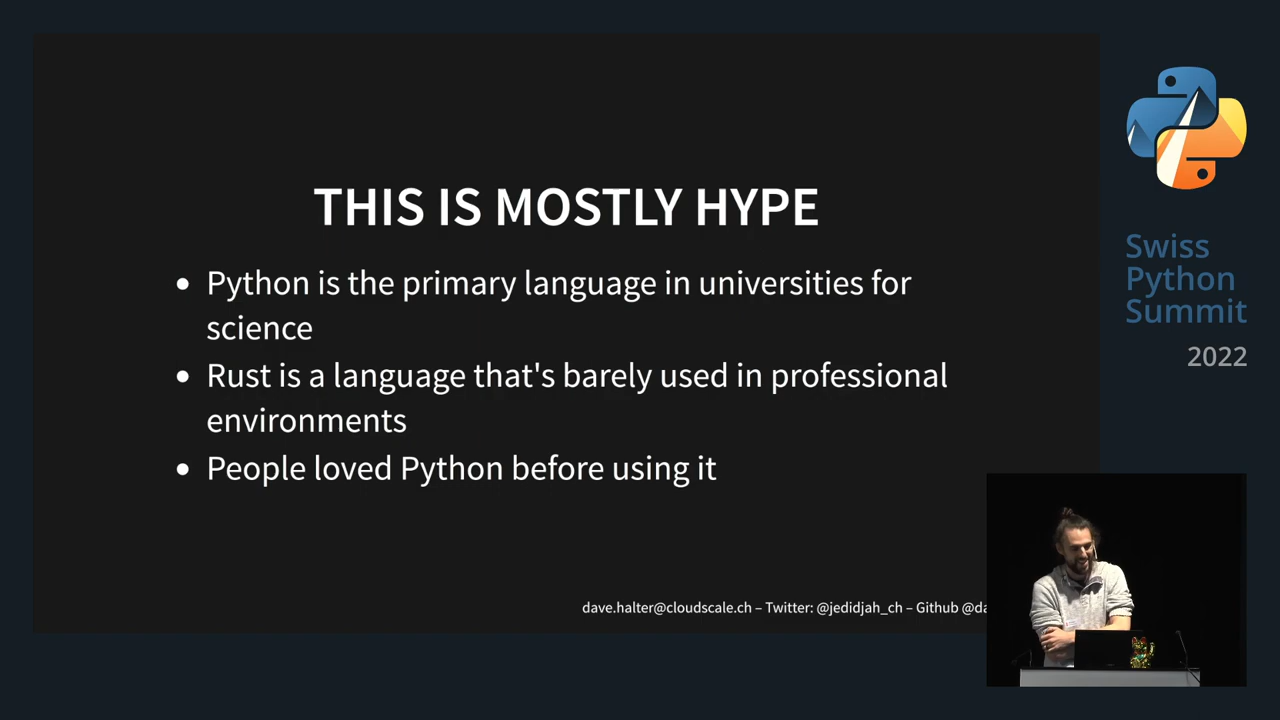 THIS IS MOSTLY HYPE
• Python is the primary language in universities for
science
• Rust is a language that's barely used in professional
environments
• People loved Python before using it
dave.halter@cloudscale.ch – Twitter: @jedidjah_ch – Github @da
Swiss
Python
Summit
2022